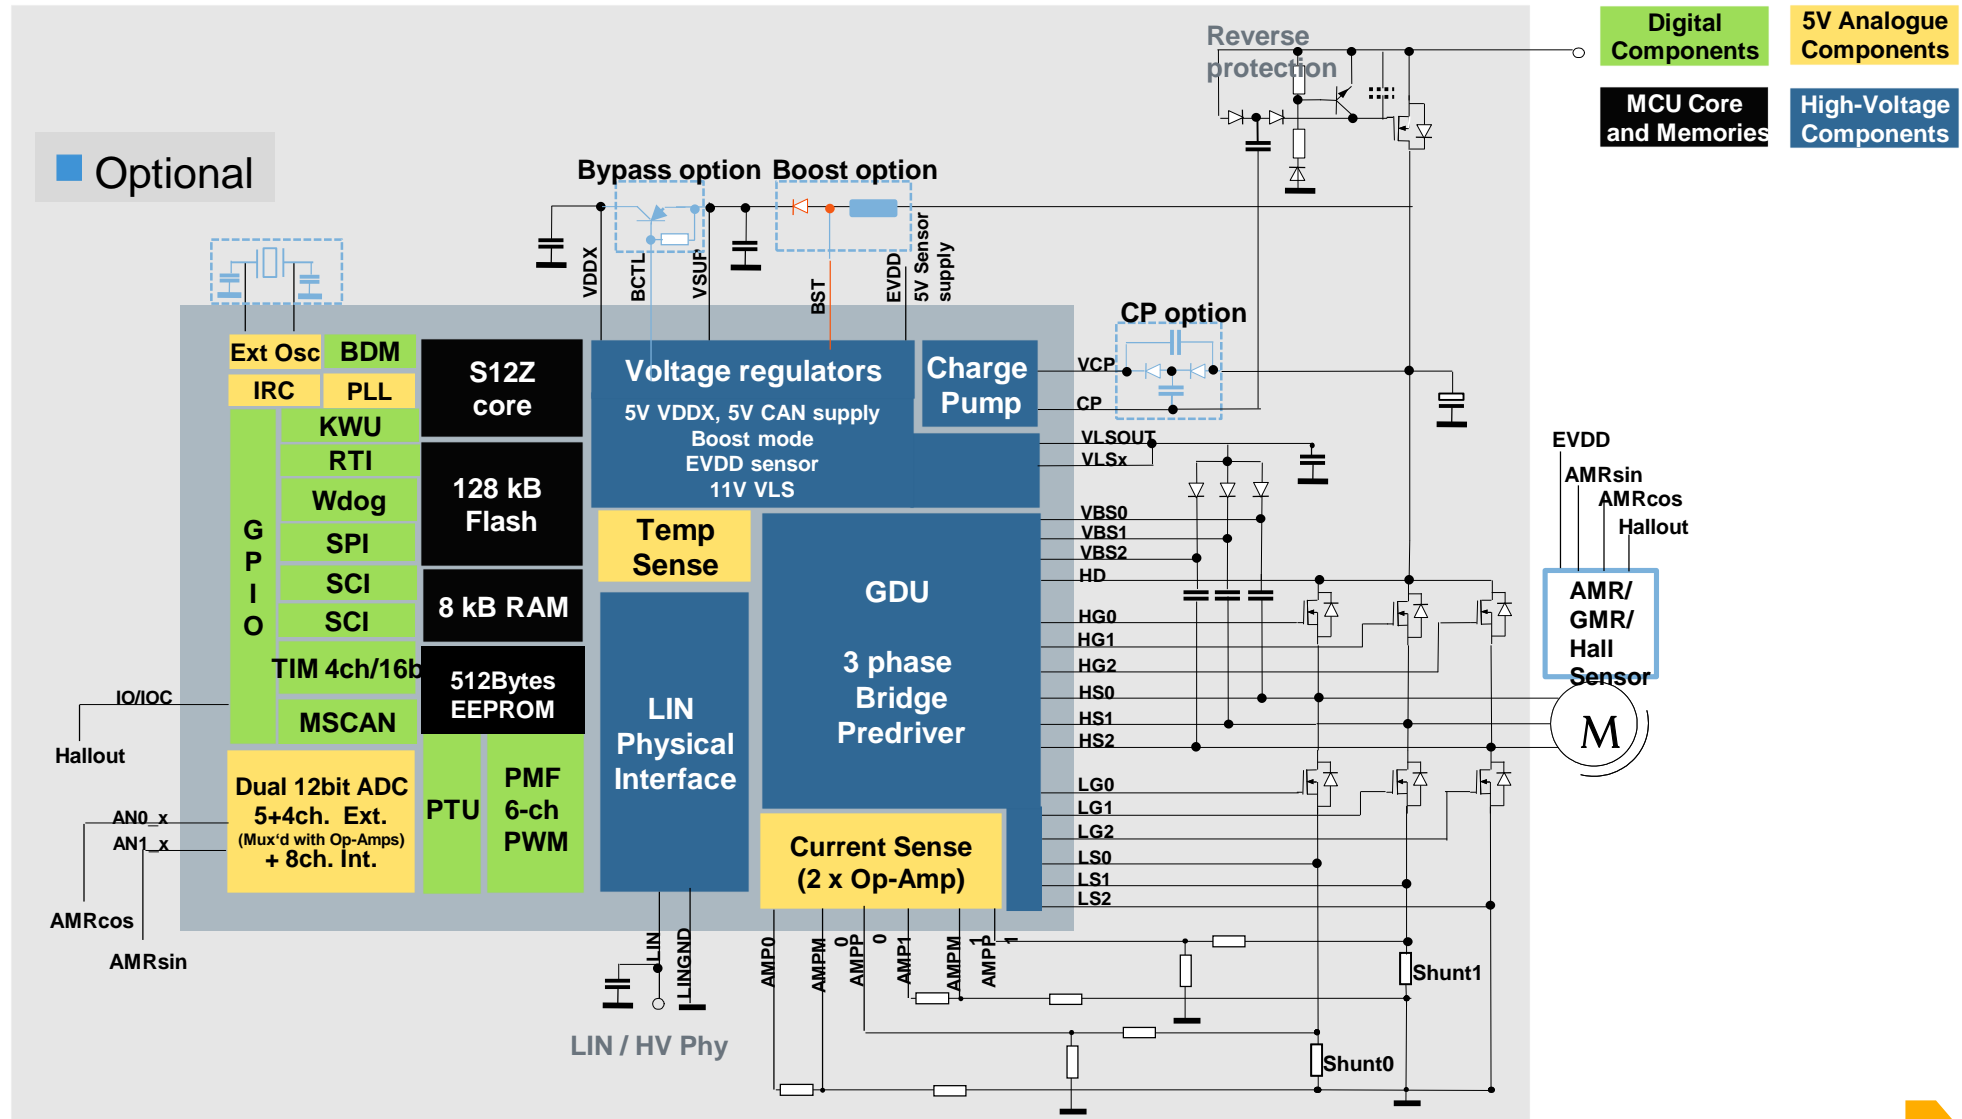 Reverse
protection
Digital
Components
5V Analogue
Components
MCU Core
and Memories
High-Voltage
Components
Optional
Bypass option
Boost option
VDDX
BCTL
VSUP
BST
EVDD
5V Sensor
supply
CP option
Ext Osc
BDM
IRC
PLL
KWU
RTI
Wdog
SPI
SCI
SCI
TIM 4ch/16b
MSCAN
G
P
I
O
S12Z
core
128 kB
Flash
8 kB RAM
512Bytes
EEPROM
Voltage regulators
5V VDDX, 5V CAN supply
Boost mode
EVDD sensor
11V VLS
Charge
Pump
Temp
Sense
GDU
3 phase
Bridge
Predriver
LIN
Physical
Interface
Dual 12bit ADC
5+4ch. Ext.
(Mux'd with Op-Amps)
+ 8ch. Int.
PTU
PMF
6-ch
PWM
Current Sense
(2 x Op-Amp)
VCP
CP
VLSOUT
VLSx
VBS0
VBS1
VBS2
HD
HG0
HG1
HG2
HS0
HS1
HS2
LG0
LG1
LG2
LS0
LS1
LS2
EVDD
AMRsin
AMRcos
Hallout
AMR/
GMR/
Hall
Sensor
M
IO/IOC
Hallout
AN0_x
AN1_x
AMRcos
AMRsin
LIN
LINGND
LIN / HV Phy
AMP0
AMPM
0
AMPP
0
AMP1
AMPM
1
AMPP
1
Shunt1
Shunt0